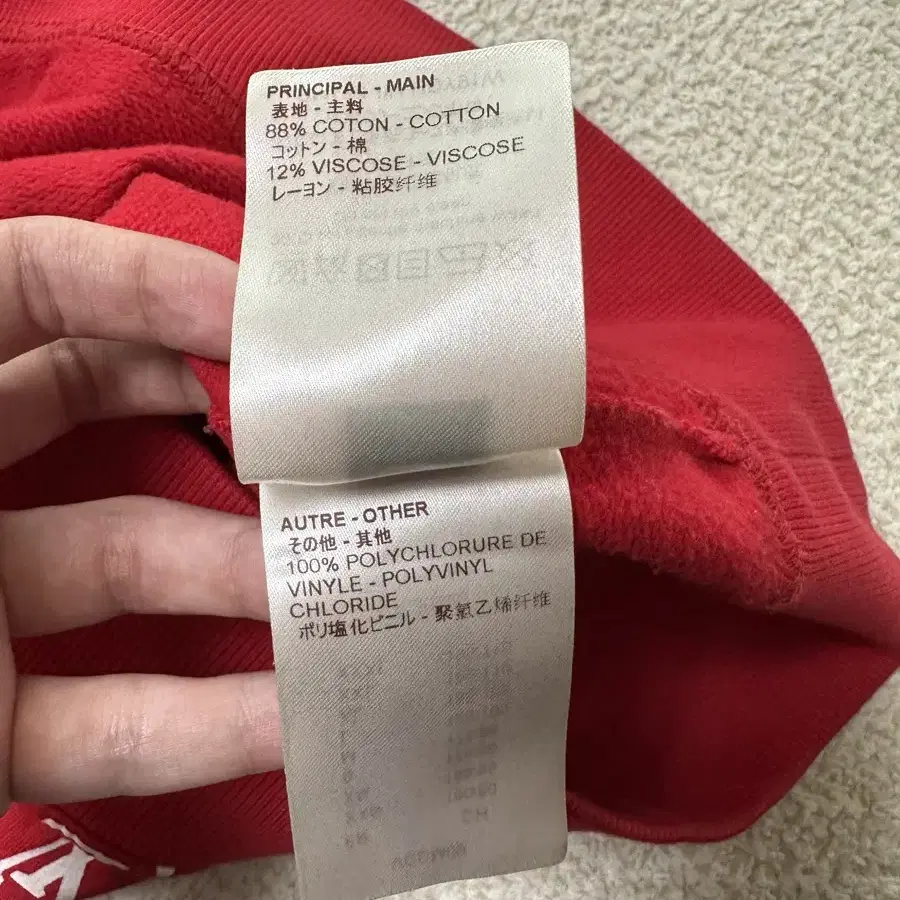 PRINCIPAL - MAIN
表地 - 主料
88% COTON - COTTON
コットン - 棉
12% VISCOSE - VISCOSE
レーヨン - 粘胶纤维
AUTRE - OTHER
その他 - 其他
100% POLYCHLORURE DE
VINYLE - POLYVINYL
CHLORIDE
ポリ塩化ビニル - 聚氯乙烯纤维